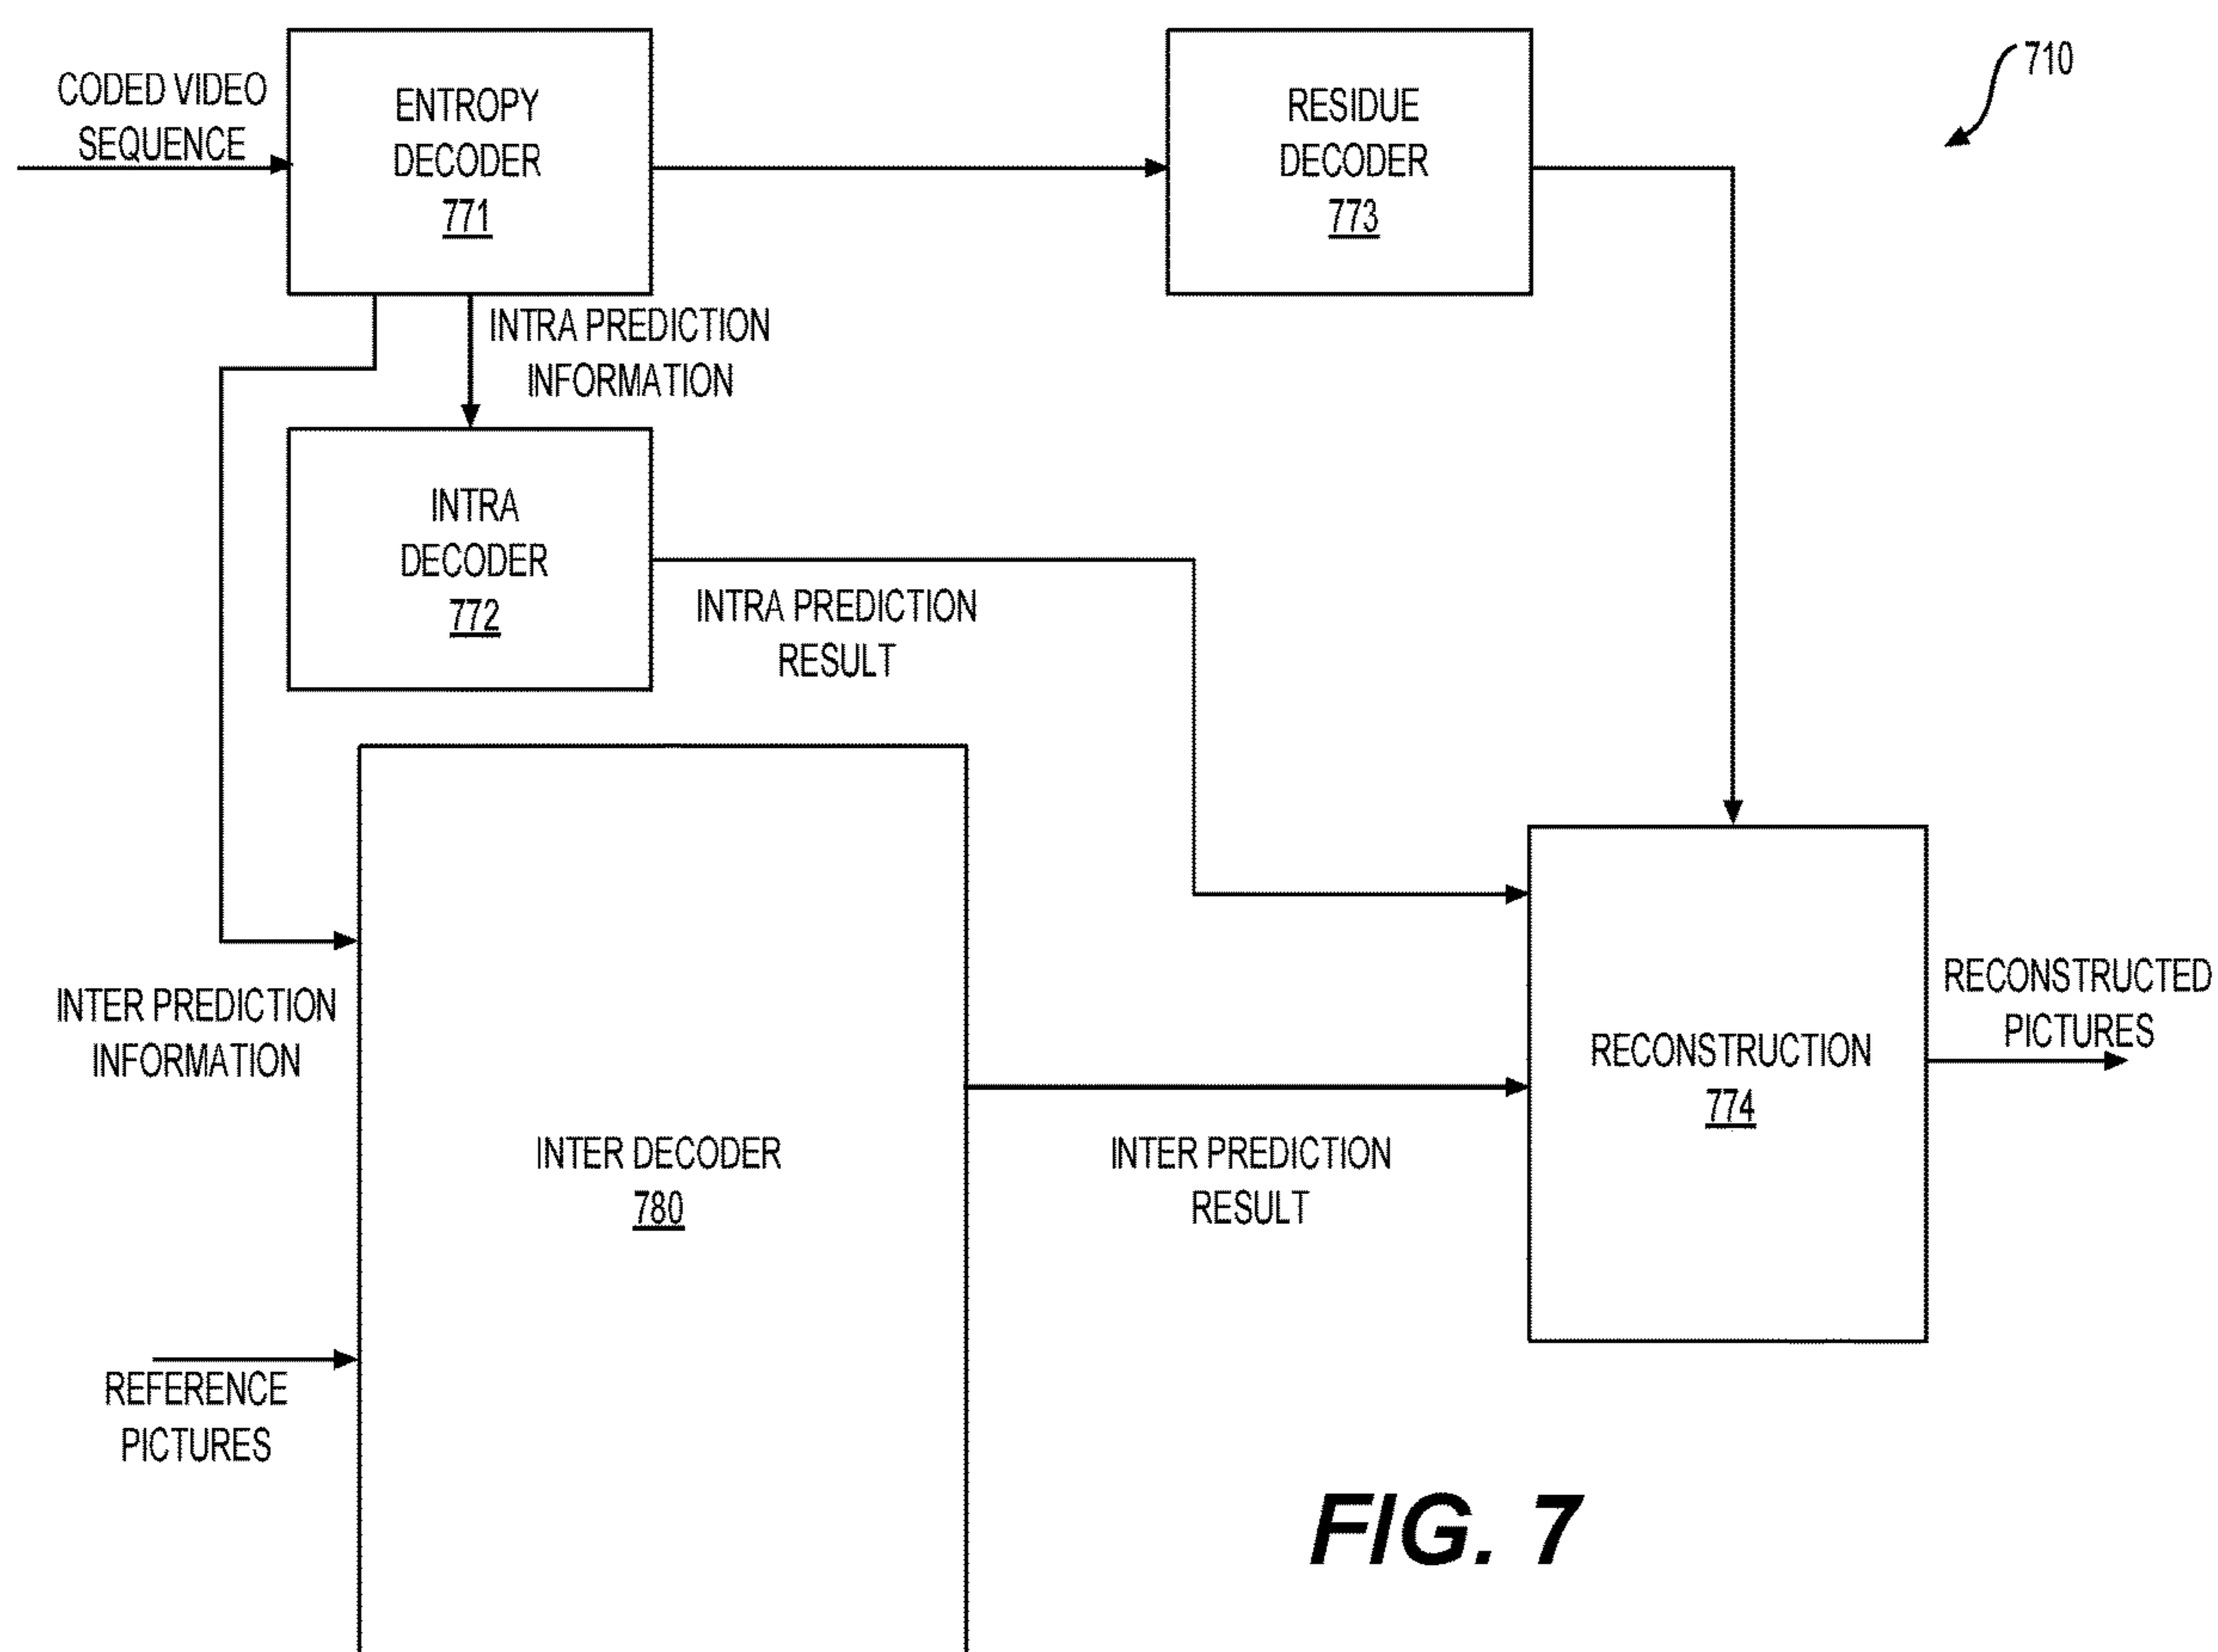 710
CODED VIDEO
SEQUENCE
ENTROPY
DECODER
771
RESIDUE
DECODER
773
INTRA PREDICTION
INFORMATION
INTRA
DECODER
772
INTRA PREDICTION
RESULT
INTER PREDICTION
INFORMATION
INTER DECODER
780
INTER PREDICTION
RESULT
RECONSTRUCTION
774
RECONSTRUCTED
PICTURES
REFERENCE
PICTURES
FIG. 7